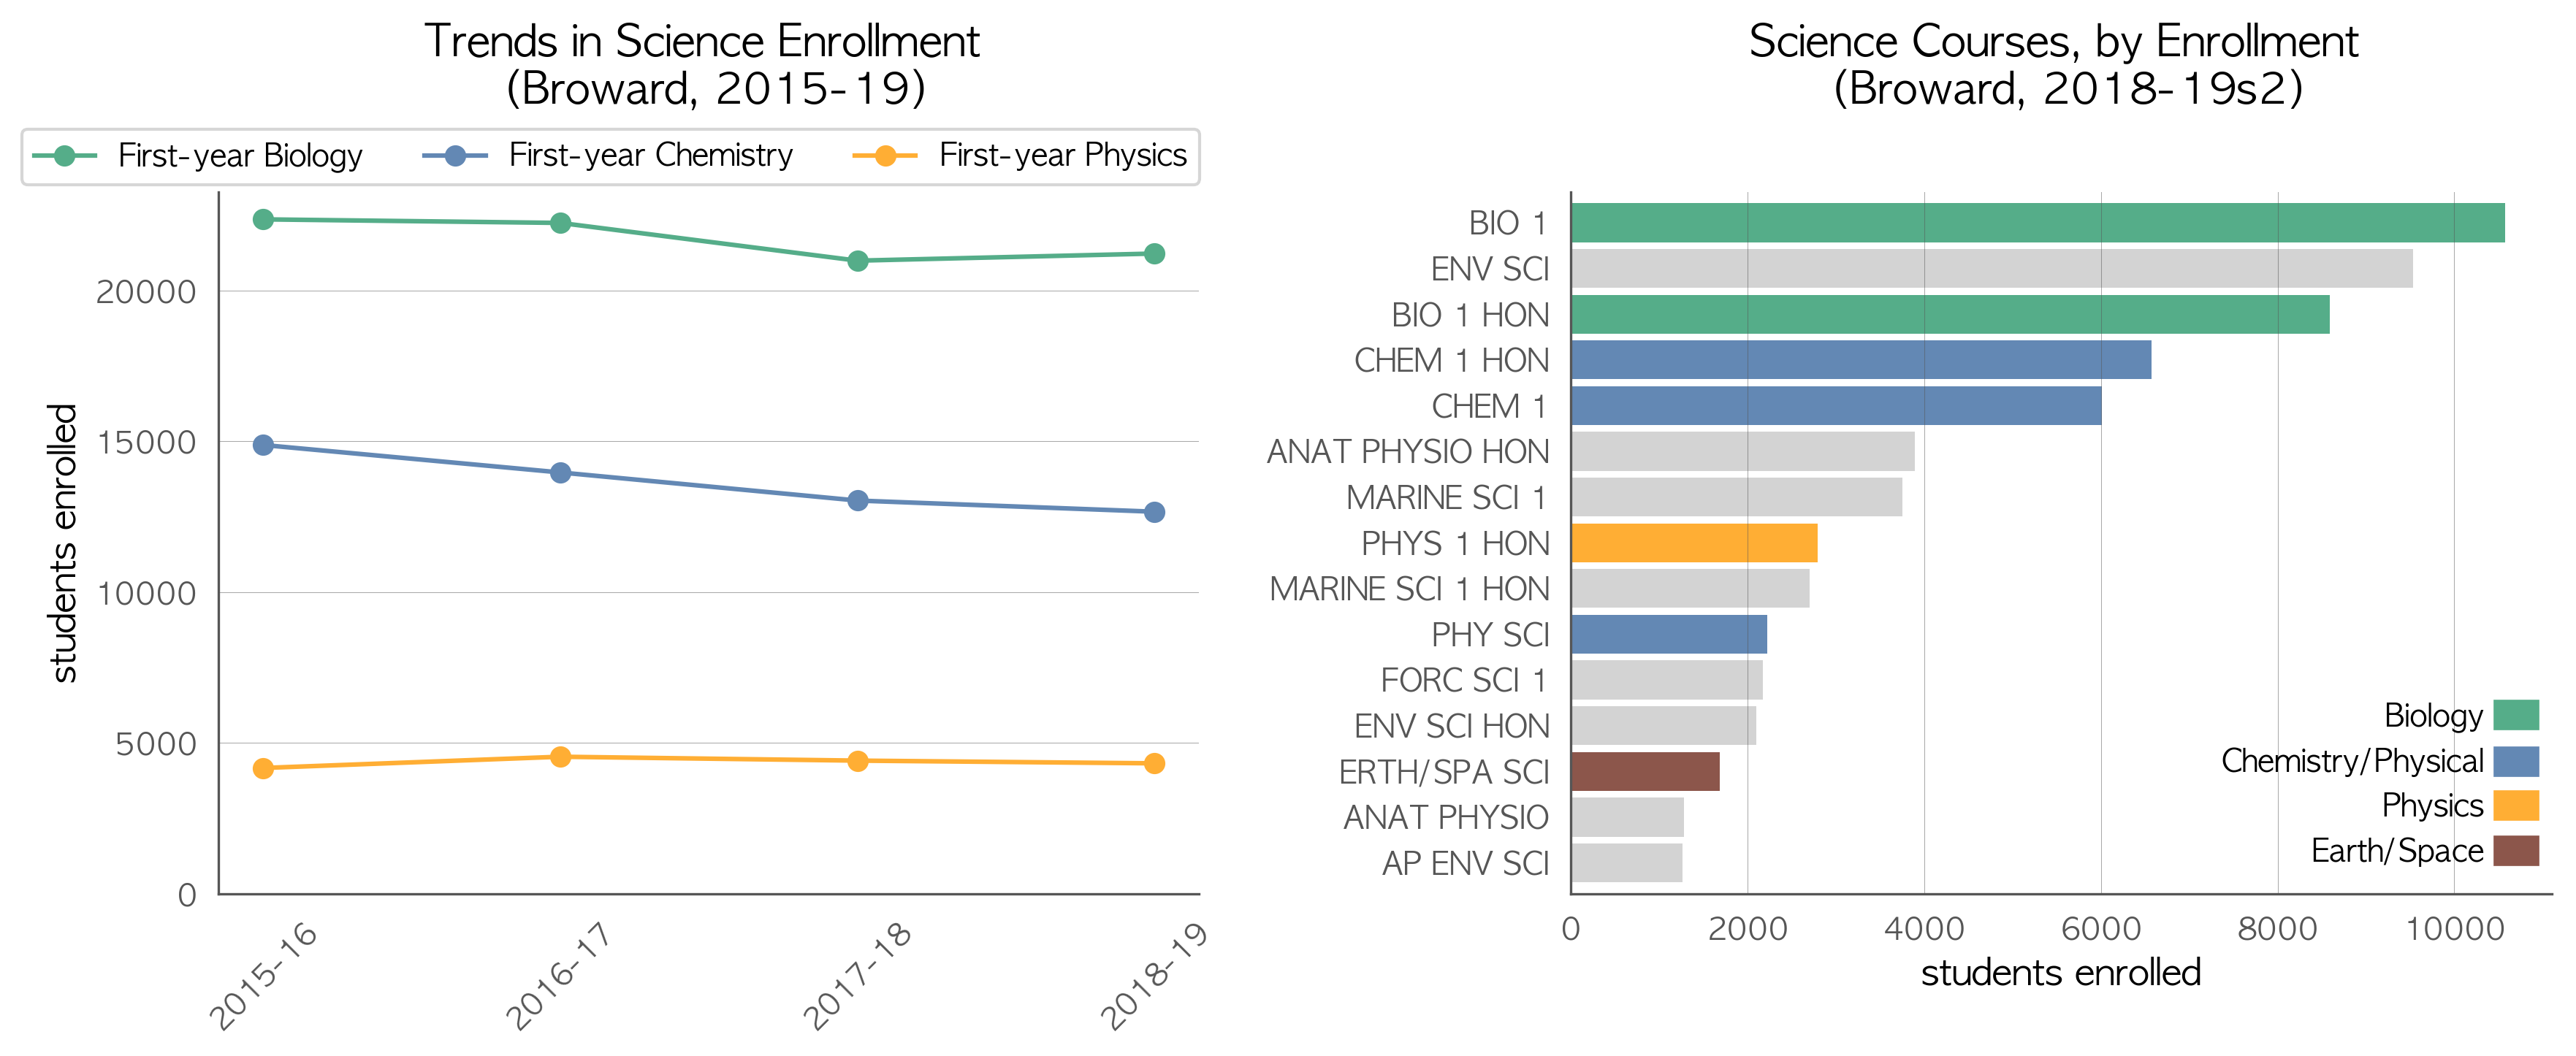 Trends in Science Enrollment
(Broward, 2015-19)
First-year Biology
First-year Chemistry
First-year Physics
students enrolled
20000
15000
10000
5000
0
2015-16
2016-17
2017-18
2018-19
Science Courses, by Enrollment
(Broward, 2018-19s2)
BIO 1
ENV SCI
BIO 1 HON
CHEM 1 HON
CHEM 1
ANAT PHYSIO HON
MARINE SCI 1
PHYS 1 HON
MARINE SCI 1 HON
PHY SCI
FORC SCI 1
ENV SCI HON
ERTH/SPA SCI
ANAT PHYSIO
AP ENV SCI
Biology
Chemistry/Physical
Physics
Earth/Space
0
2000
4000
6000
8000
10000
students enrolled